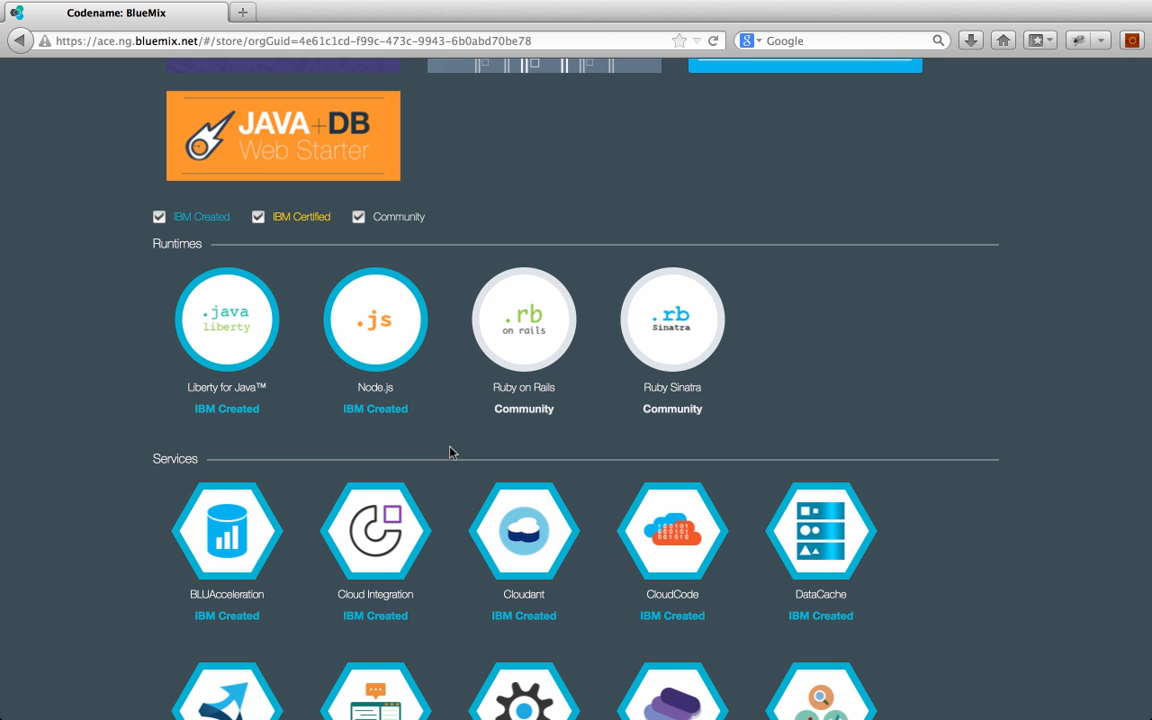 Codename: BlueMix
https://ace.ng.bluemix.net/#/store/orgGuid=4e61c1cd-f99c-473c-9943-6b0abd70be78
Google
JAVA+DB
Web Starter
IBM Created IBM Certified Community
Runtimes
.java
liberty
.js
.rb
on rails
.rb
Sinatra
Liberty for Java™ Node.js Ruby on Rails Ruby Sinatra
IBM Created IBM Created Community Community
Services
100101
000101
010101
BLUAcceleration Cloud Integration Cloudant CloudCode DataCache
IBM Created IBM Created IBM Created IBM Created IBM Created